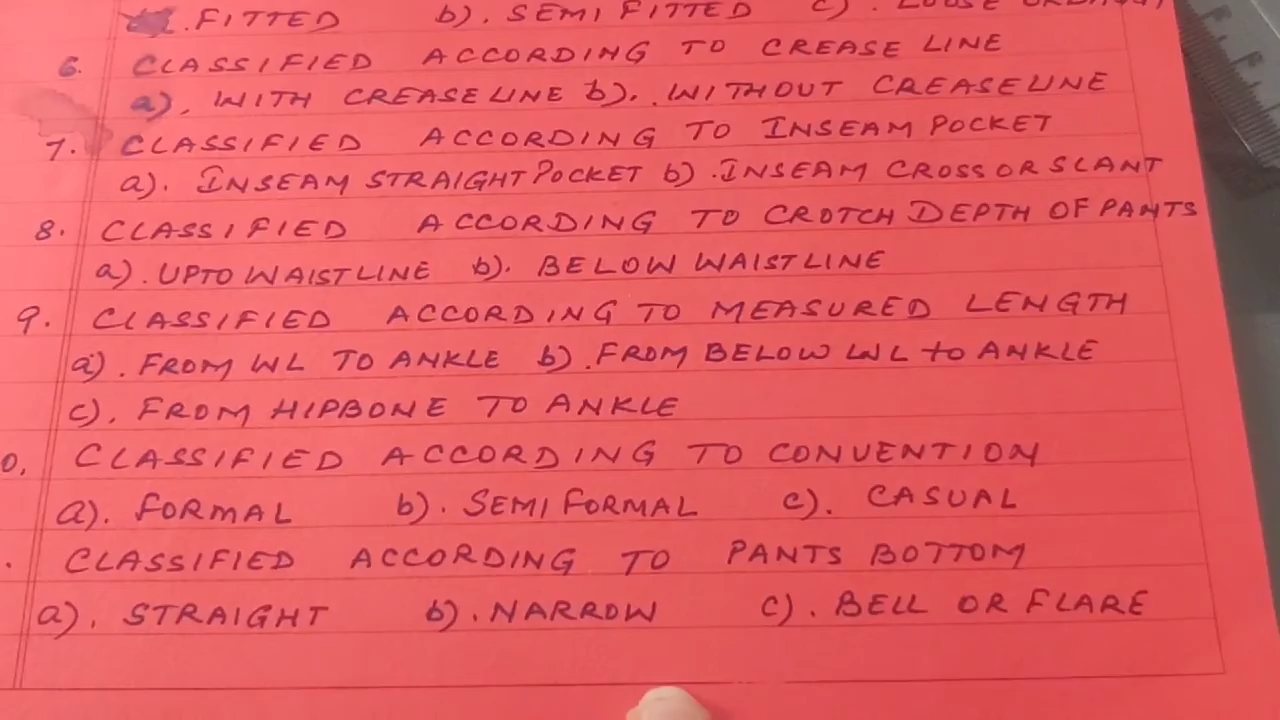 . FITTED b). SEMI FITTED c). LOOSE
6. CLASSIFIED ACCORDING TO CREASE LINE
a), WITH CREASELINE b). WITHOUT CREASELINE
7. CLASSIFIED ACCORDING TO INSEAM POCKET
a). INSEAM STRAIGHT POCKET b) .INSEAM CROSS OR SLANT
8. CLASSIFIED ACCORDING TO CROTCH DEPTH OF PANTS
a). UPTO WAISTLINE b). BELOW WAISTLINE
9. CLASSIFIED ACCORDING TO MEASURED LENGTH
a). FROM WL TO ANKLE b). FROM BELOW WL to ANKLE
c). FROM HIPBONE TO ANKLE
0. CLASSIFIED ACCORDING TO CONVENTION
a). FORMAL b). SEMI FORMAL c). CASUAL
. CLASSIFIED ACCORDING TO PANTS BOTTOM
a). STRAIGHT b). NARROW c). BELL OR FLARE